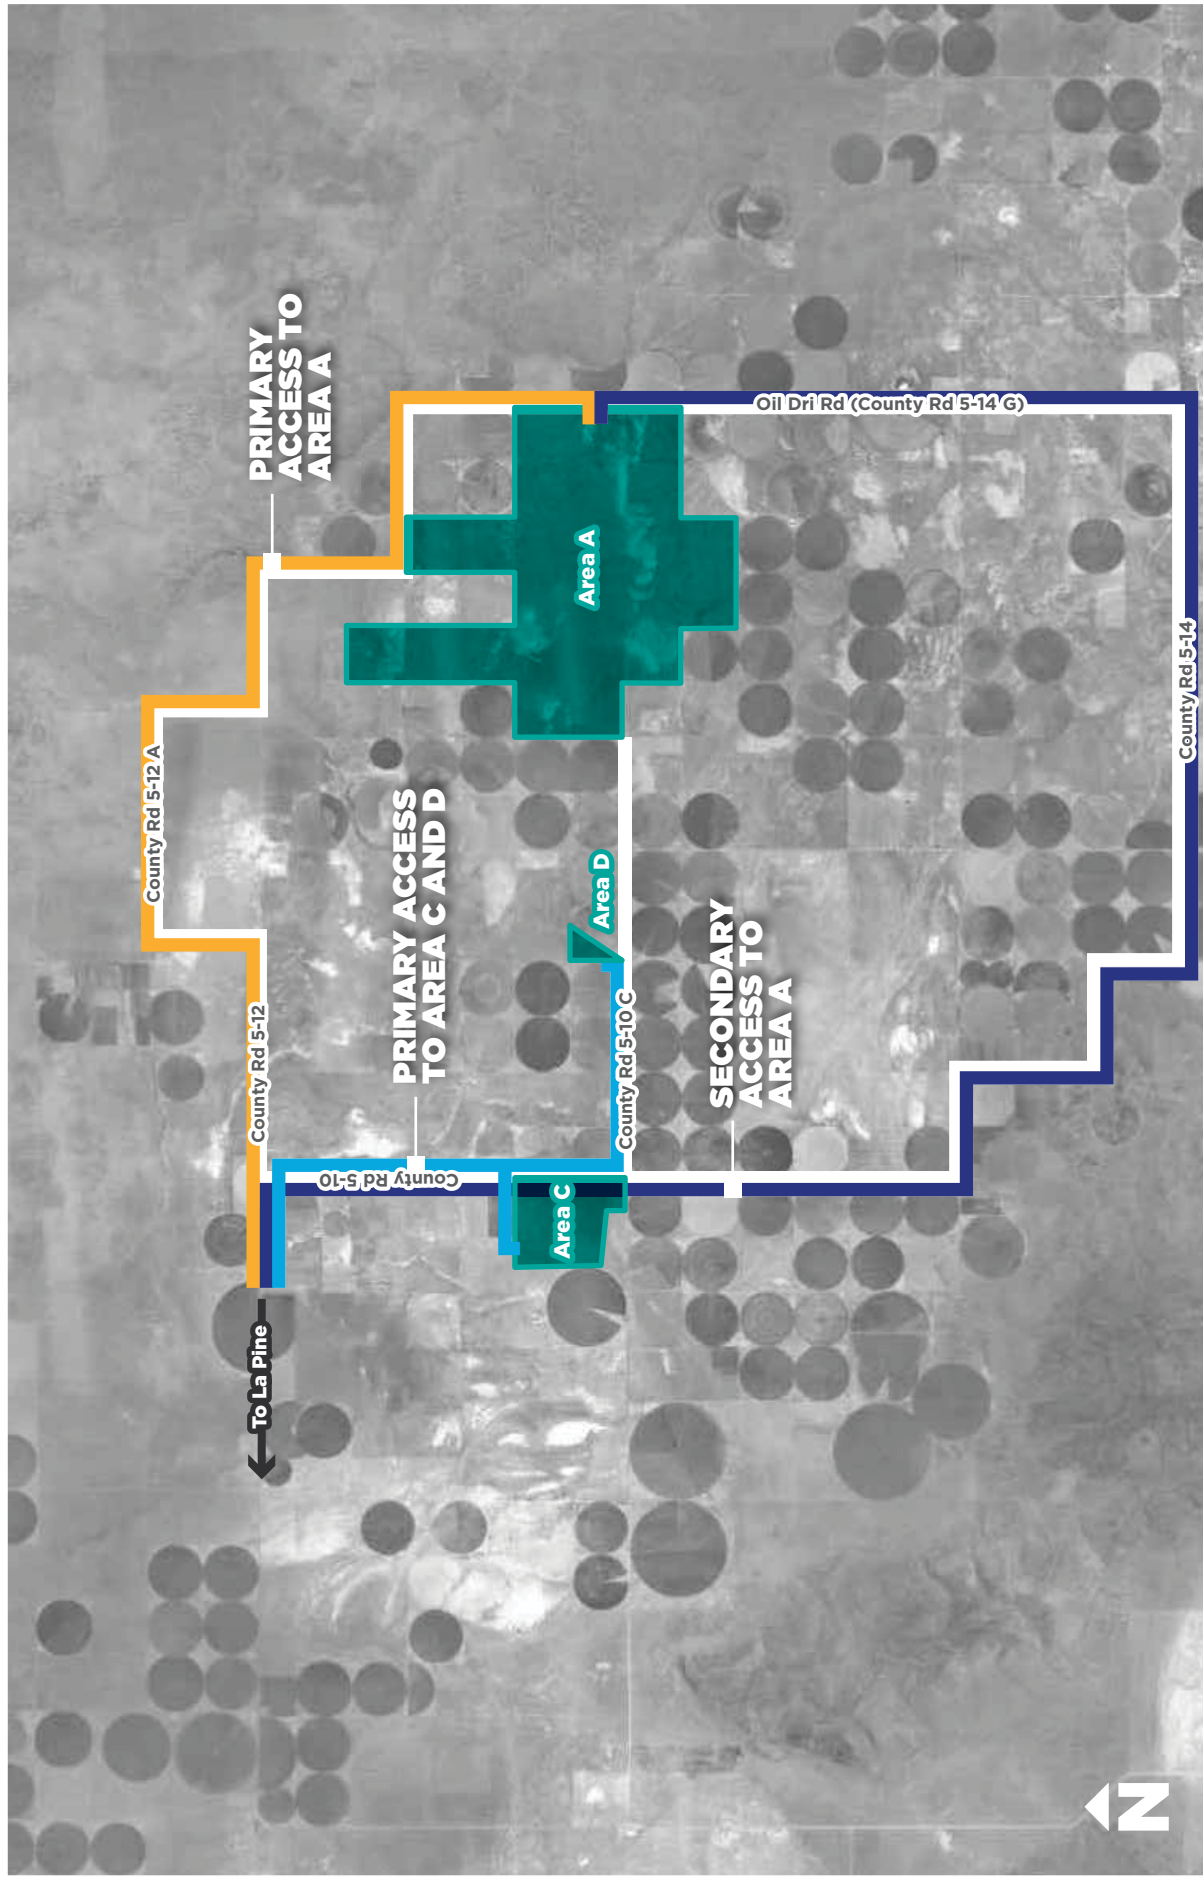 PRIMARY
ACCESS TO
AREA A
Oil Dri Rd (County Rd 5-14 G)
Area A
County Rd 5-14
County Rd 5-12 A
PRIMARY ACCESS
TO AREA C AND D
Area D
SECONDARY
ACCESS TO
AREA A
County Rd 5-12
County Rd 5-10 C
County Rd 5-10
Area C
To La Pine
N